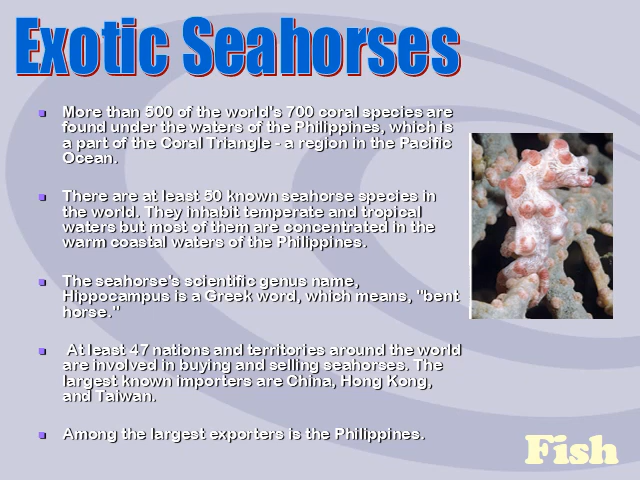 Exotic Seahorses
More than 500 of the world's 700 coral species are
found under the waters of the Philippines, which is
a part of the Coral Triangle - a region in the Pacific
Ocean.
There are at least 50 known seahorse species in
the world. They inhabit temperate and tropical
waters but most of them are concentrated in the
warm coastal waters of the Philippines.
The seahorse's scientific genus name,
Hippocampus is a Greek word, which means, "bent
horse."
At least 47 nations and territories around the world
are involved in buying and selling seahorses. The
largest known importers are China, Hong Kong,
and Taiwan.
Among the largest exporters is the Philippines.
Fish